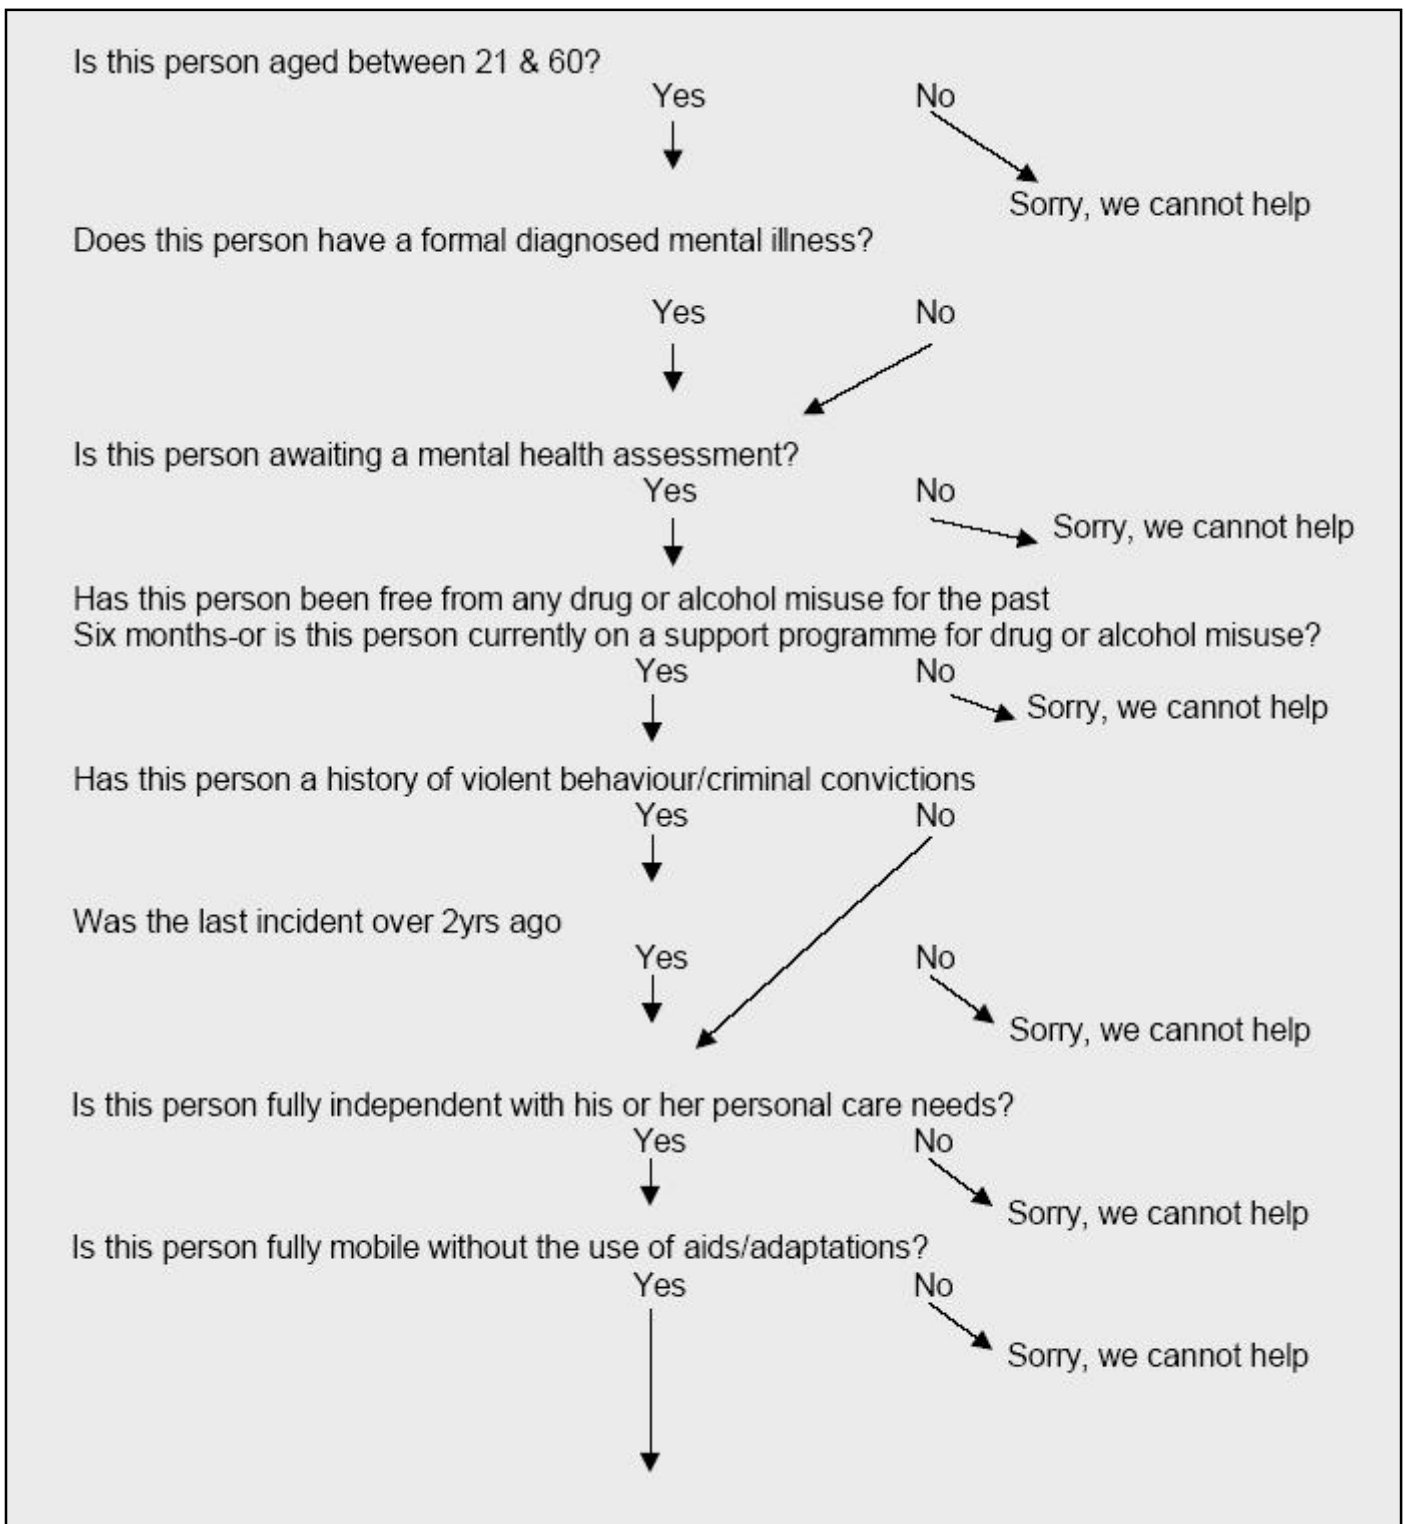 Is this person aged between 21 & 60?
Yes No
Sorry, we cannot help
Does this person have a formal diagnosed mental illness?
Yes No
Is this person awaiting a mental health assessment?
Yes No
Sorry, we cannot help
Has this person been free from any drug or alcohol misuse for the past
Six months-or is this person currently on a support programme for drug or alcohol misuse?
Yes No
Sorry, we cannot help
Has this person a history of violent behaviour/criminal convictions
Yes No
Was the last incident over 2yrs ago
Yes No
Sorry, we cannot help
Is this person fully independent with his or her personal care needs?
Yes No
Sorry, we cannot help
Is this person fully mobile without the use of aids/adaptations?
Yes No
Sorry, we cannot help